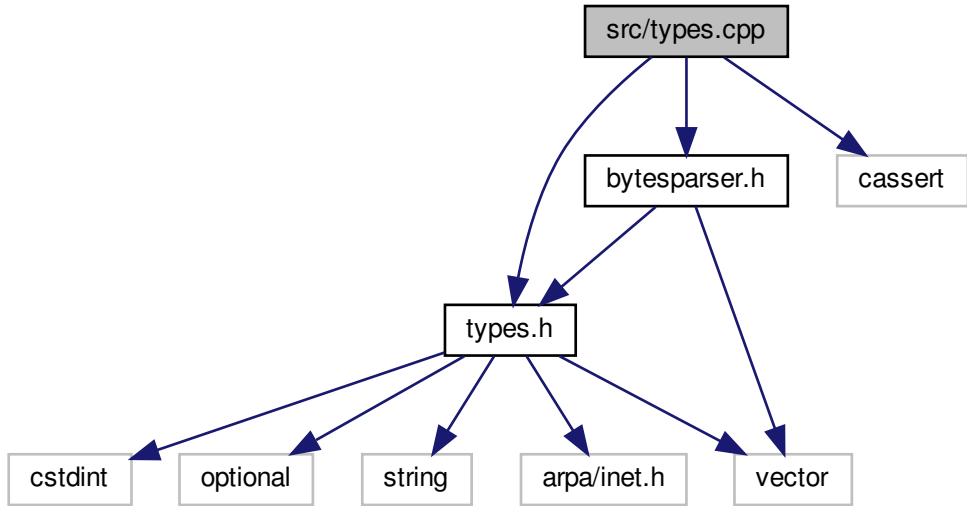 src/types.cpp
bytesparser.h
cassert
types.h
cstdint
optional
string
arpa/inet.h
vector